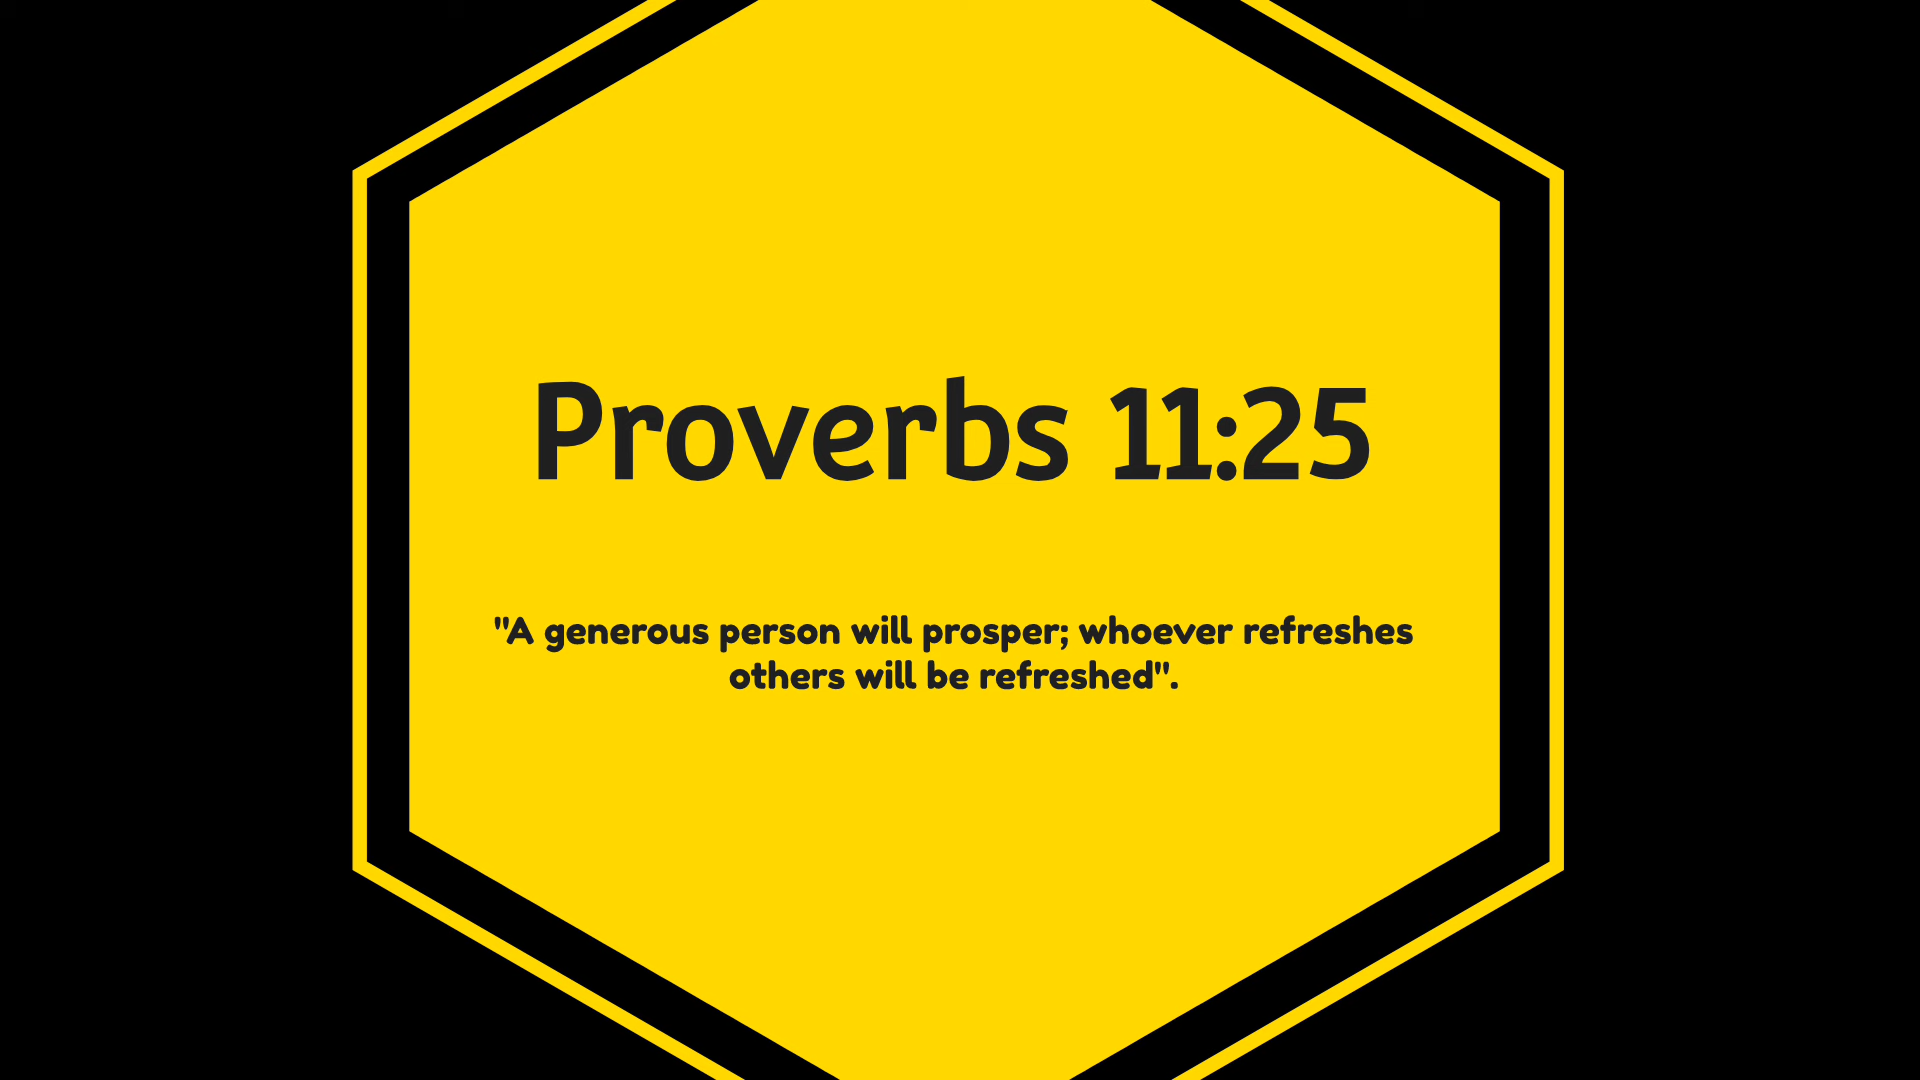 Proverbs 11:25
"A generous person will prosper; whoever refreshes
others will be refreshed".